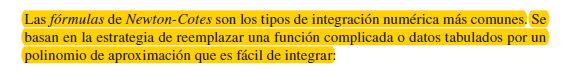 Las fórmulas de Newton-Cotes son los tipos de integración numérica más comunes. Se
basan en la estrategia de reemplazar una función complicada o datos tabulados por un
polinomio de aproximación que es fácil de integrar: